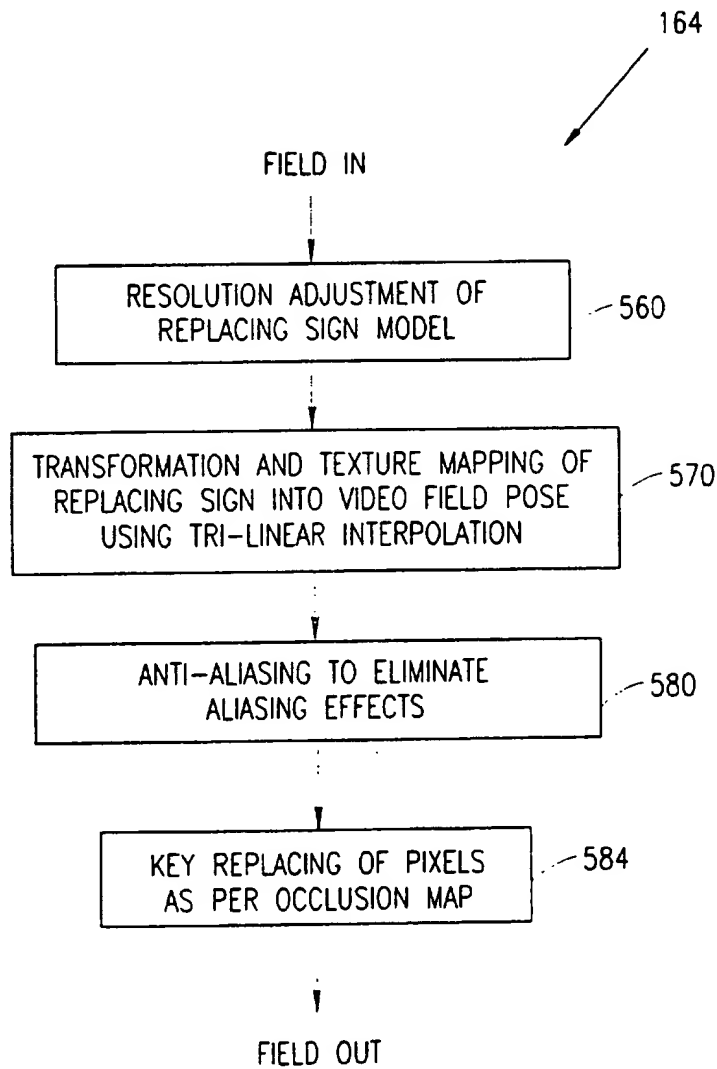 164
FIELD IN
RESOLUTION ADJUSTMENT OF
REPLACING SIGN MODEL
560
TRANSFORMATION AND TEXTURE MAPPING OF
REPLACING SIGN INTO VIDEO FIELD POSE
USING TRI-LINEAR INTERPOLATION
570
ANTI-ALIASING TO ELIMINATE
ALIASING EFFECTS
580
KEY REPLACING OF PIXELS
AS PER OCCLUSION MAP
584
FIELD OUT